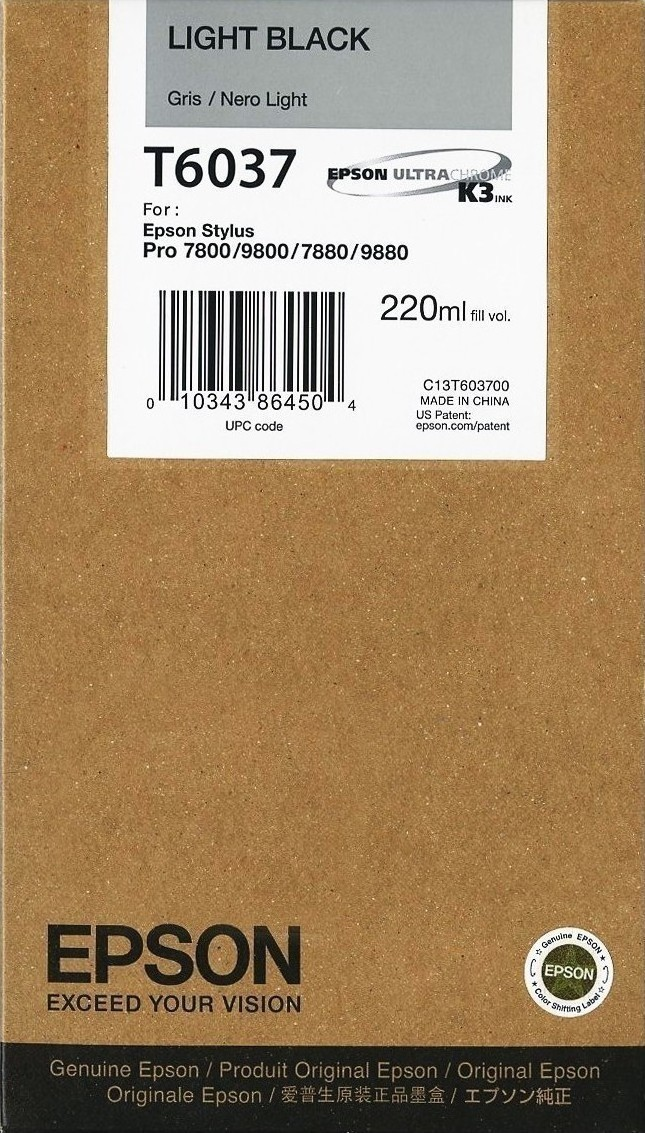 LIGHT BLACK
Gris / Nero Light
T6037
EPSON ULTRACHROME
K3 INK
For :
Epson Stylus
Pro 7800/9800/7880/9880
220ml fill vol.
0 10343 86450 4
UPC code
C13T603700
MADE IN CHINA
US Patent:
epson.com/patent
EPSON
EXCEED YOUR VISION
☆ Genuine EPSON ★
EPSON
★ Color Shifting Label ☆
Genuine Epson / Produit Original Epson / Original Epson
Originale Epson / 爱普生原装正品墨盒 / エプソン純正